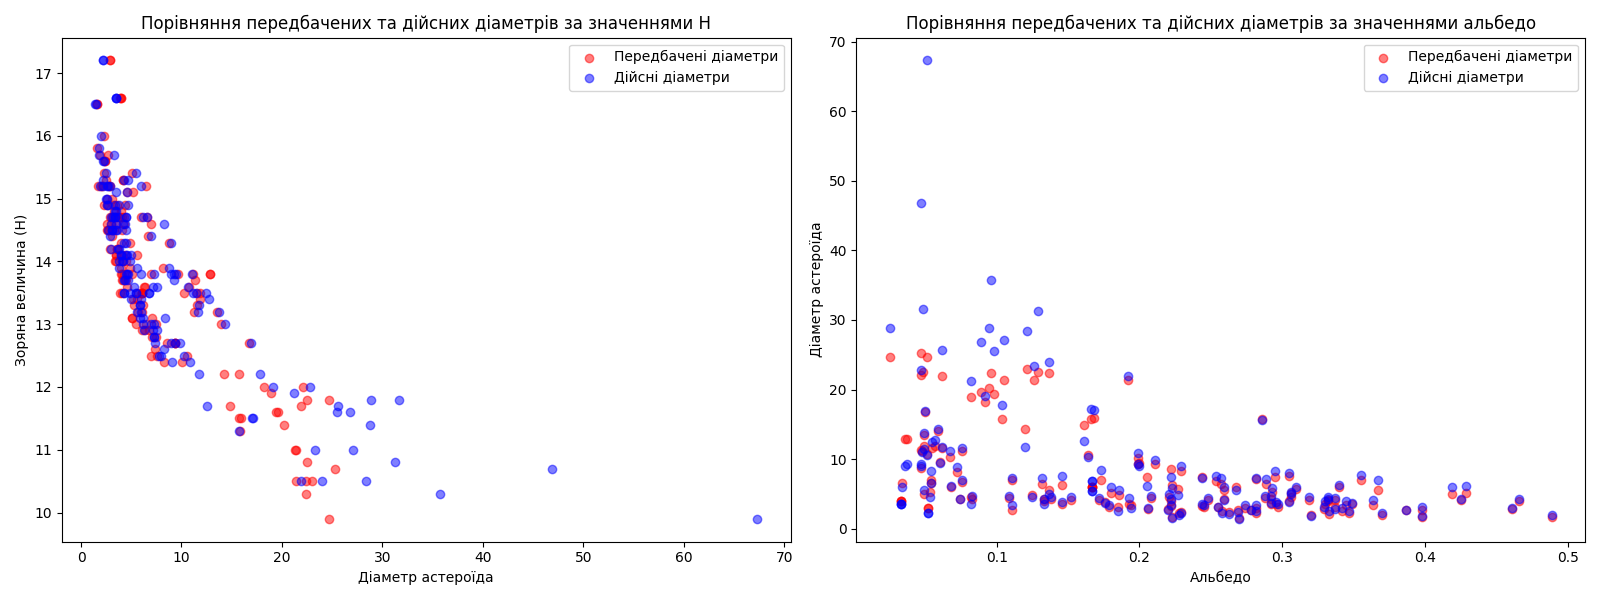 Порівняння передбачених та дійсних діаметрів за значеннями H
Передбачені діаметри
Дійсні діаметри
17
16
15
14
13
12
11
10
Зоряна величина (H)
0
10
20
30
40
50
60
70
Діаметр астероїда
Порівняння передбачених та дійсних діаметрів за значеннями альбедо
Передбачені діаметри
Дійсні діаметри
70
60
50
40
30
20
10
0
Діаметр астероїда
0.1
0.2
0.3
0.4
0.5
Альбедо